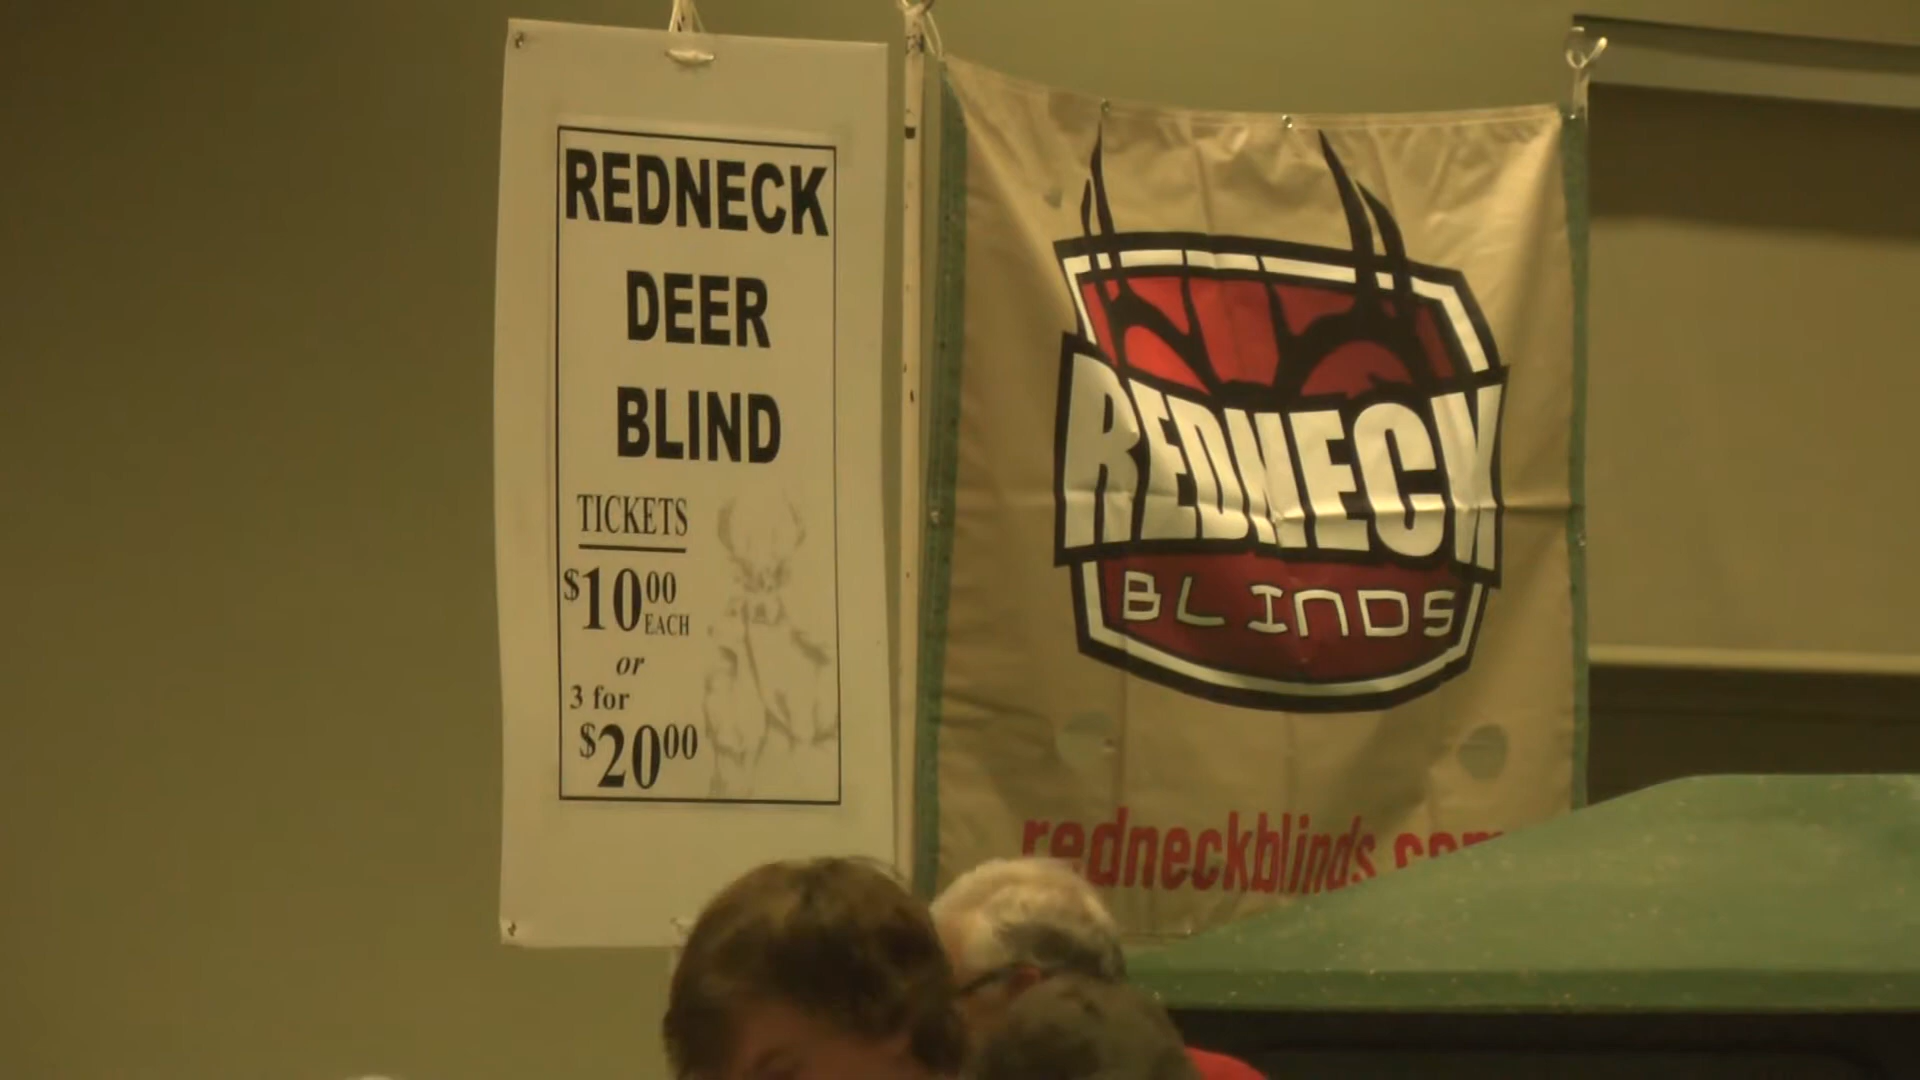 REDNECK
DEER
BLIND
TICKETS
$10 00 EACH
or
3 for
$20 00
REDNECK
BLINDS
redneckblinds.com